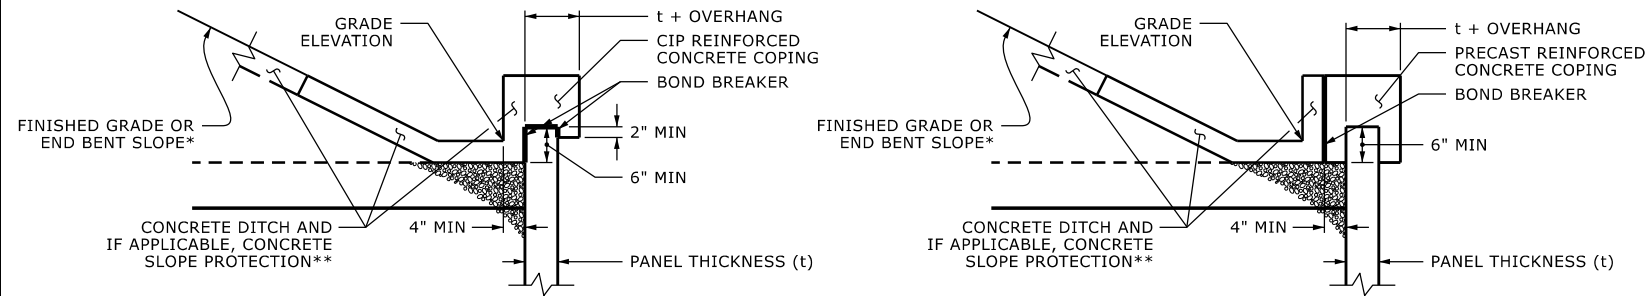 GRADE
ELEVATION
t + OVERHANG
CIP REINFORCED
CONCRETE COPING
BOND BREAKER
FINISHED GRADE OR
END BENT SLOPE*
2" MIN
6" MIN
CONCRETE DITCH AND
IF APPLICABLE, CONCRETE
SLOPE PROTECTION**
4" MIN
PANEL THICKNESS (t)
GRADE
ELEVATION
t + OVERHANG
PRECAST REINFORCED
CONCRETE COPING
BOND BREAKER
FINISHED GRADE OR
END BENT SLOPE*
6" MIN
CONCRETE DITCH AND
IF APPLICABLE, CONCRETE
SLOPE PROTECTION**
4" MIN
PANEL THICKNESS (t)